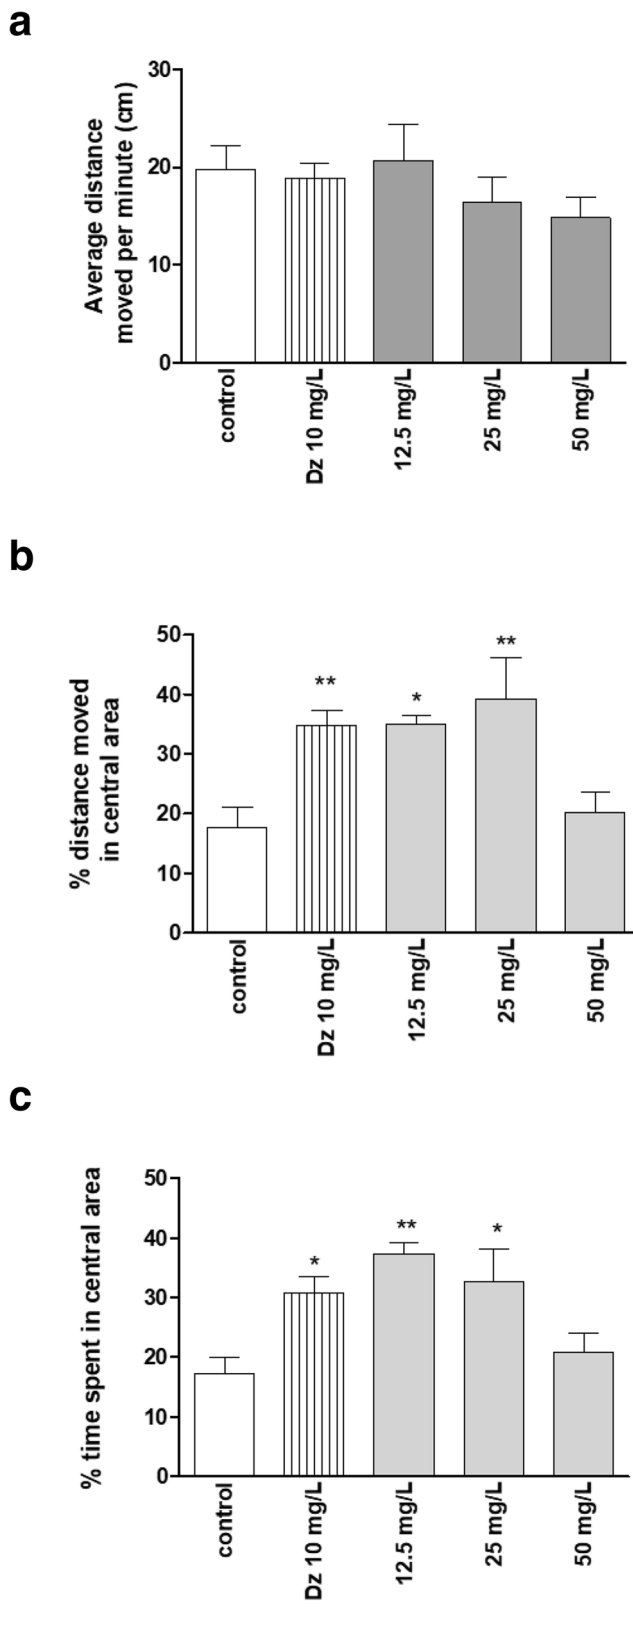 a
Average distance
moved per minute (cm)
30
20
10
0
control
Dz 10 mg/L
12.5 mg/L
25 mg/L
50 mg/L
b
% distance moved
in central area
50
40
30
20
10
0
**
*
**
control
Dz 10 mg/L
12.5 mg/L
25 mg/L
50 mg/L
c
% time spent in central area
50
40
30
20
10
0
*
**
*
control
Dz 10 mg/L
12.5 mg/L
25 mg/L
50 mg/L